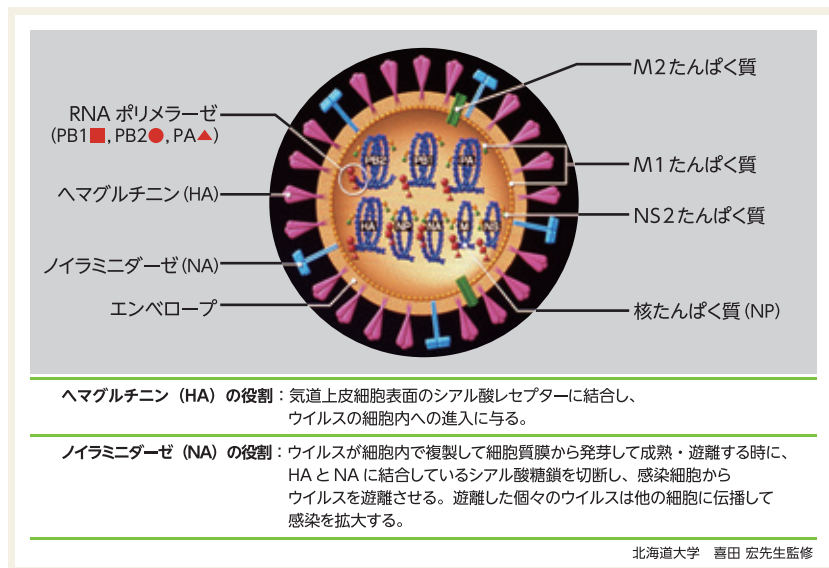 M2たんぱく質
RNA ポリメラーゼ
(PB1■, PB2●, PA▲)
M1たんぱく質
ヘマグルチニン(HA)
NS2たんぱく質
ノイラミニダーゼ(NA)
エンベロープ
核たんぱく質(NP)
PB2 PB1 PA
HA NP NA M NS
ヘマグルチニン(HA)の役割:気道上皮細胞表面のシアル酸レセプターに結合し、
ウイルスの細胞内への進入に与る。
ノイラミニダーゼ(NA)の役割:ウイルスが細胞内で複製して細胞質膜から発芽して成熟・遊離する時に、
HAとNAに結合しているシアル酸糖鎖を切断し、感染細胞から
ウイルスを遊離させる。遊離した個々のウイルスは他の細胞に伝播して
感染を拡大する。
北海道大学 喜田 宏先生監修